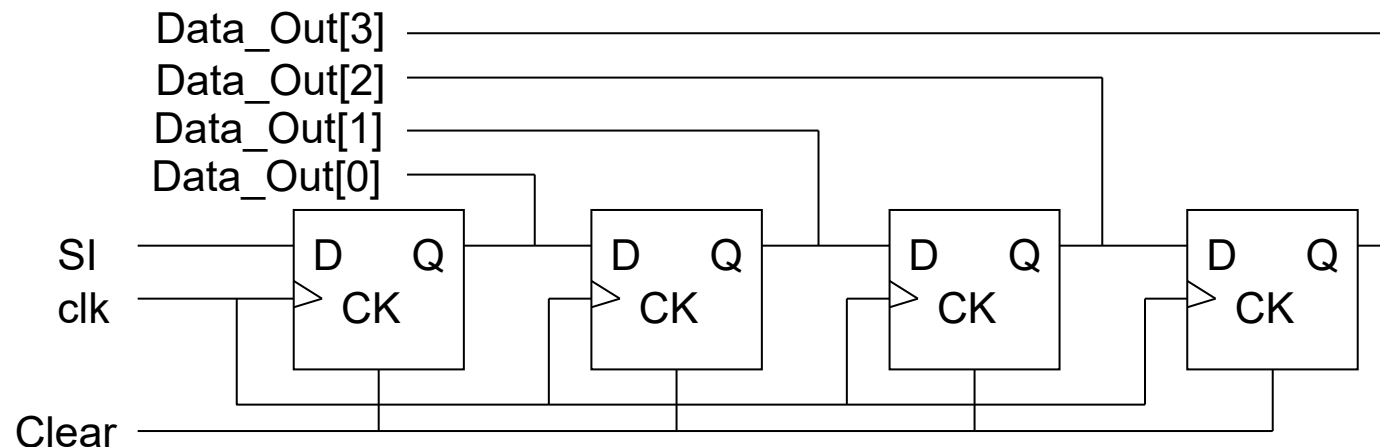 Data_Out[3]
Data_Out[2]
Data_Out[1]
Data_Out[0]
SI D Q D Q D Q D Q
clk CK CK CK CK
Clear